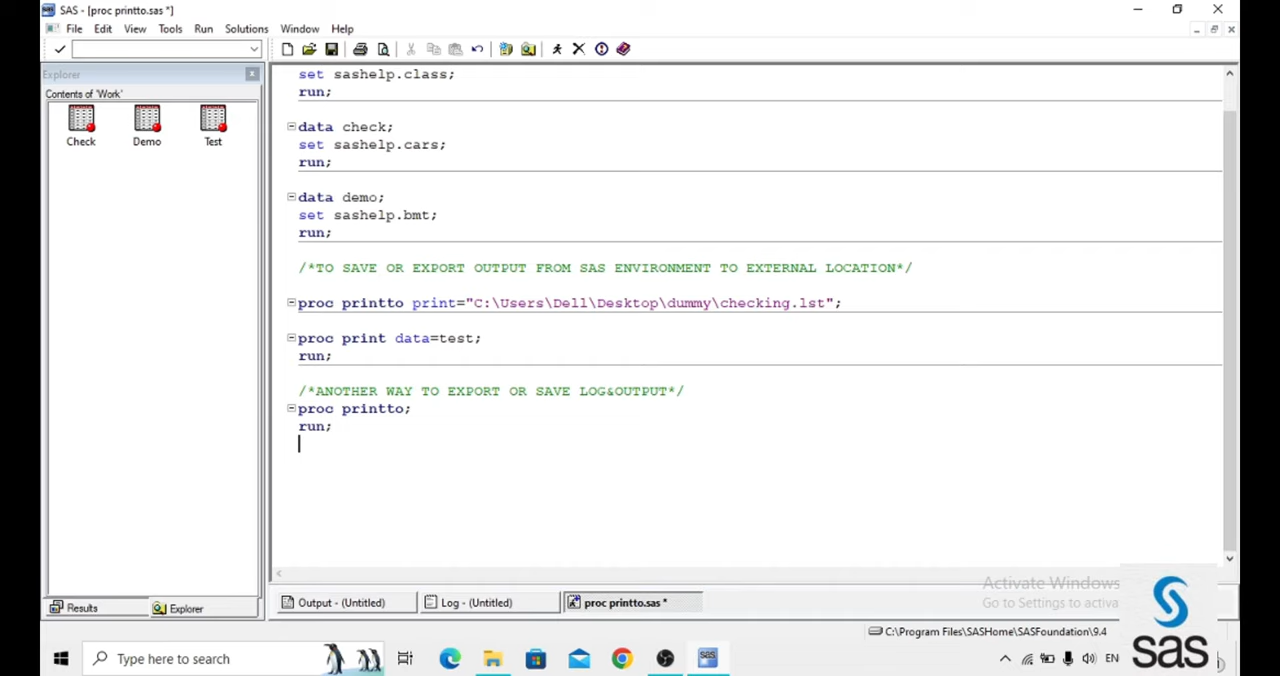 SAS - [proc printto.sas *]
File Edit View Tools Run Solutions Window Help
Explorer
Contents of 'Work'
Check Demo Test
set sashelp.class;
run;
data check;
set sashelp.cars;
run;
data demo;
set sashelp.bmt;
run;
/*TO SAVE OR EXPORT OUTPUT FROM SAS ENVIRONMENT TO EXTERNAL LOCATION*/
proc printto print="C:\Users\Dell\Desktop\dummy\checking.lst";
proc print data=test;
run;
/*ANOTHER WAY TO EXPORT OR SAVE LOG&OUTPUT*/
proc printto;
run;
Activate Windows
Go to Settings to activa
Results Explorer
Output - (Untitled) Log - (Untitled) proc printto.sas *
C:\Program Files\SASHome\SASFoundation\9.4
Type here to search
EN
sas